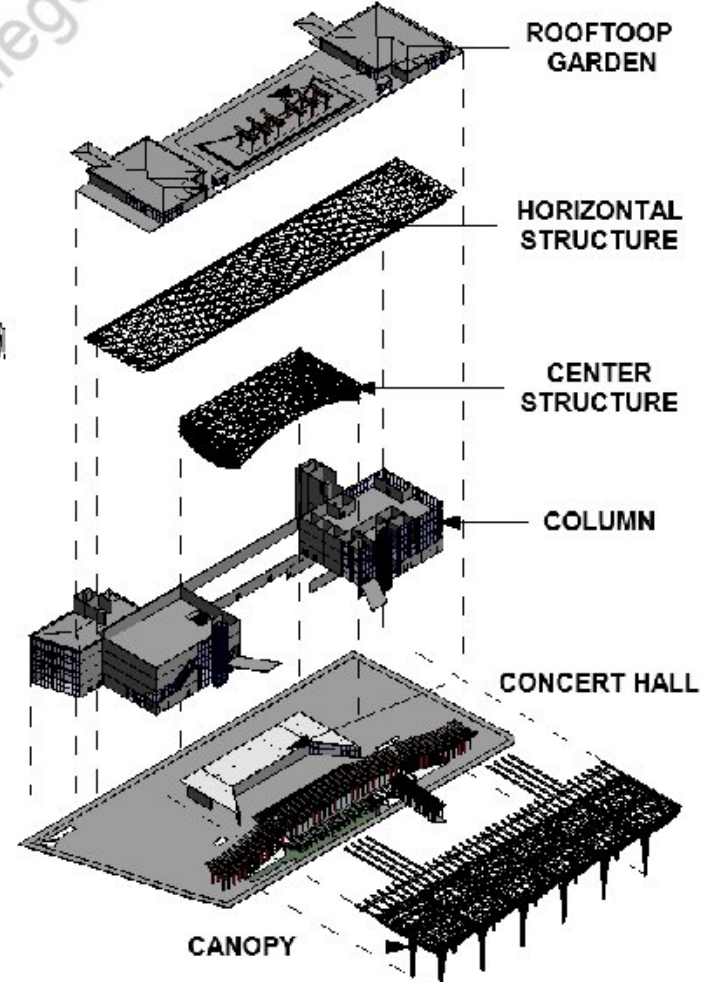 ROOFTOOP
GARDEN
HORIZONTAL
STRUCTURE
CENTER
STRUCTURE
COLUMN
CONCERT HALL
CANOPY